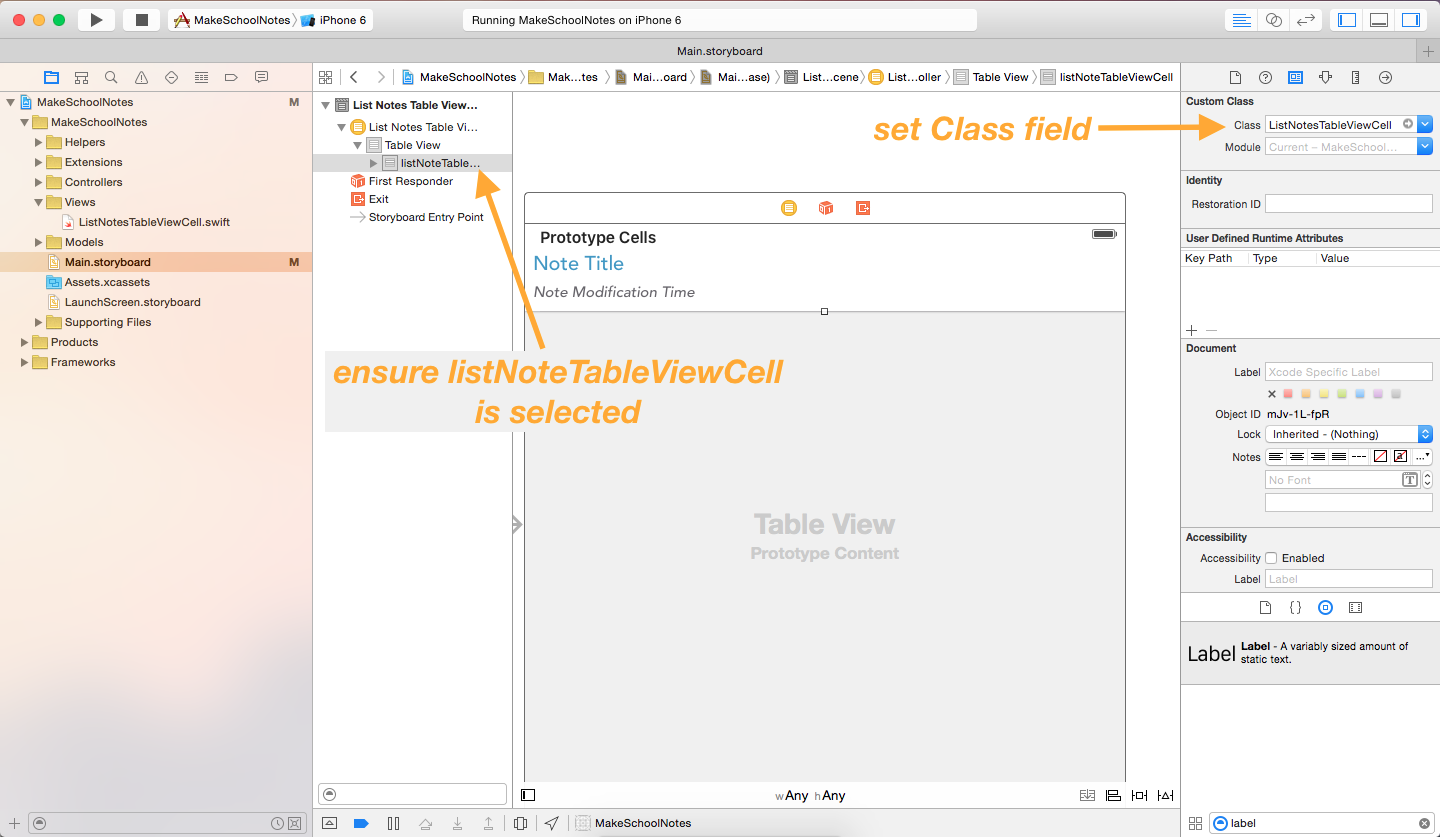 MakeSchoolNotes
iPhone 6
Running MakeSchoolNotes on iPhone 6
Main.storyboard
MakeSchoolNotes
Mak...tes
Mai...oard
Mai...ase)
List...cene)
List...oller
Table View
listNoteTableViewCell
MakeSchoolNotes
M
MakeSchoolNotes
Helpers
Extensions
Controllers
Views
ListNotesTableViewCell.swift
Models
Main.storyboard
M
Assets.xcassets
LaunchScreen.storyboard
Supporting Files
Products
Frameworks
List Notes Table View...
List Notes Table Vi...
Table View
listNoteTable...
First Responder
Exit
Storyboard Entry Point
set Class field
Prototype Cells
Note Title
Note Modification Time
ensure listNoteTableViewCell
is selected
Table View
Prototype Content
wAny hAny
MakeSchoolNotes
Custom Class
Class
ListNotesTableViewCell
Module
Current – MakeSchool...
Identity
Restoration ID
User Defined Runtime Attributes
Key Path
Type
Value
Document
Label
Xcode Specific Label
Object ID
mJv-1L-fpR
Lock
Inherited - (Nothing)
Notes
No Font
T
Accessibility
Accessibility
Enabled
Label
Label
Label
Label - A variably sized amount of
static text.
label